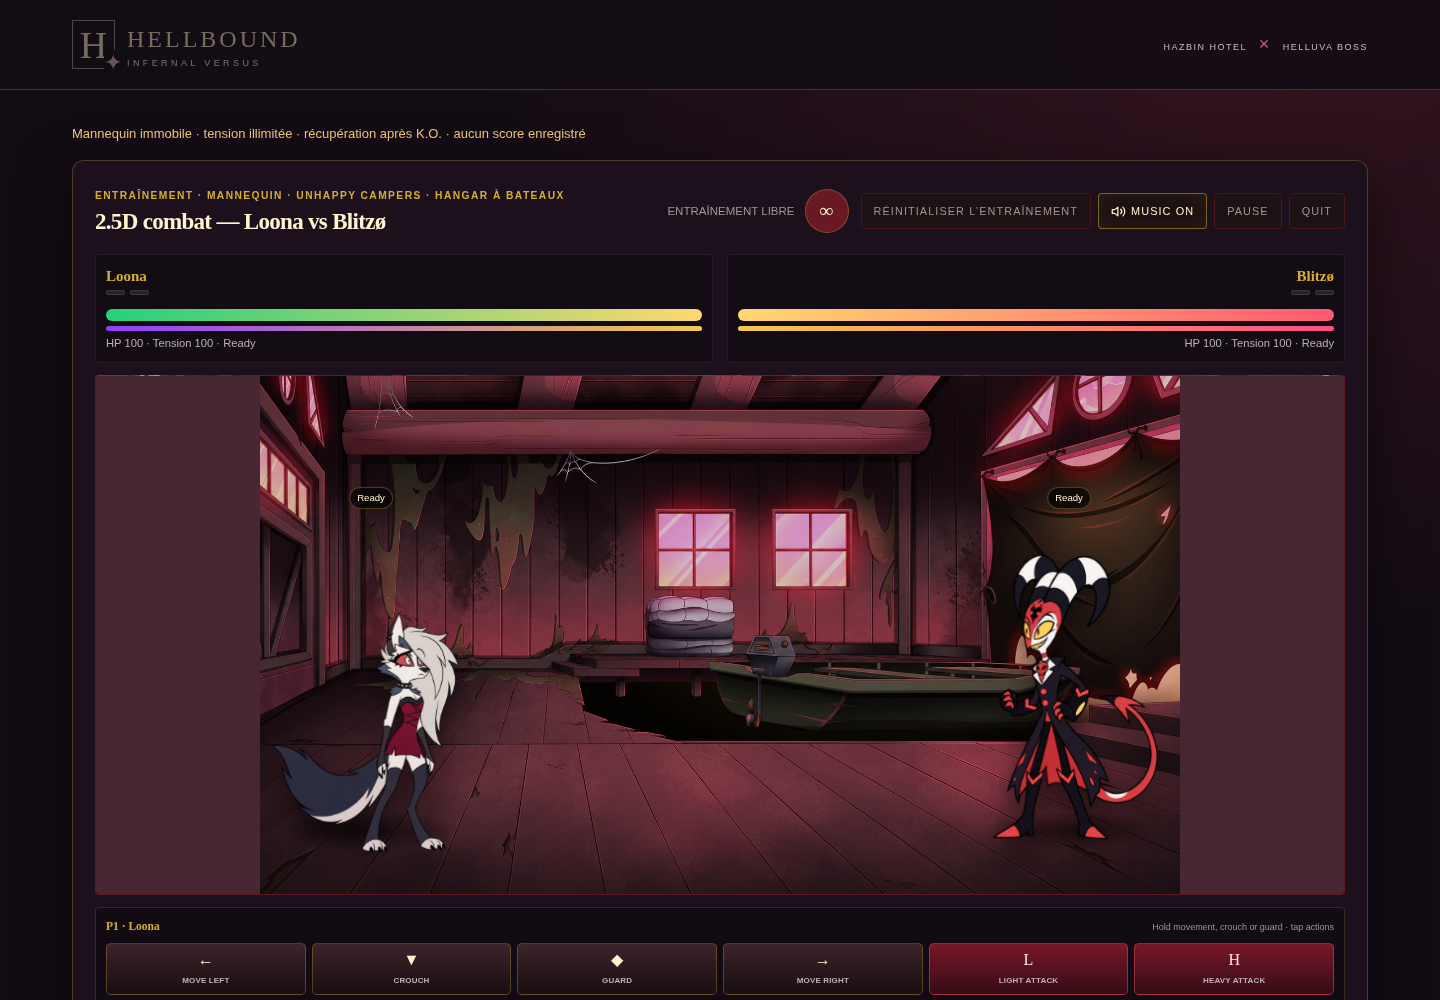 H HELLBOUND
INFERNAL VERSUS
HAZBIN HOTEL × HELLUVA BOSS
Mannequin immobile · tension illimitée · récupération après K.O. · aucun score enregistré
ENTRAÎNEMENT · MANNEQUIN · UNHAPPY CAMPERS · HANGAR À BATEAUX
2.5D combat — Loona vs Blitzø
ENTRAÎNEMENT LIBRE ∞ RÉINITIALISER L'ENTRAÎNEMENT MUSIC ON PAUSE QUIT
Loona
HP 100 · Tension 100 · Ready
Blitzø
HP 100 · Tension 100 · Ready
Ready
Ready
P1 · Loona
Hold movement, crouch or guard · tap actions
← ▼ ◆ → L H
MOVE LEFT CROUCH GUARD MOVE RIGHT LIGHT ATTACK HEAVY ATTACK